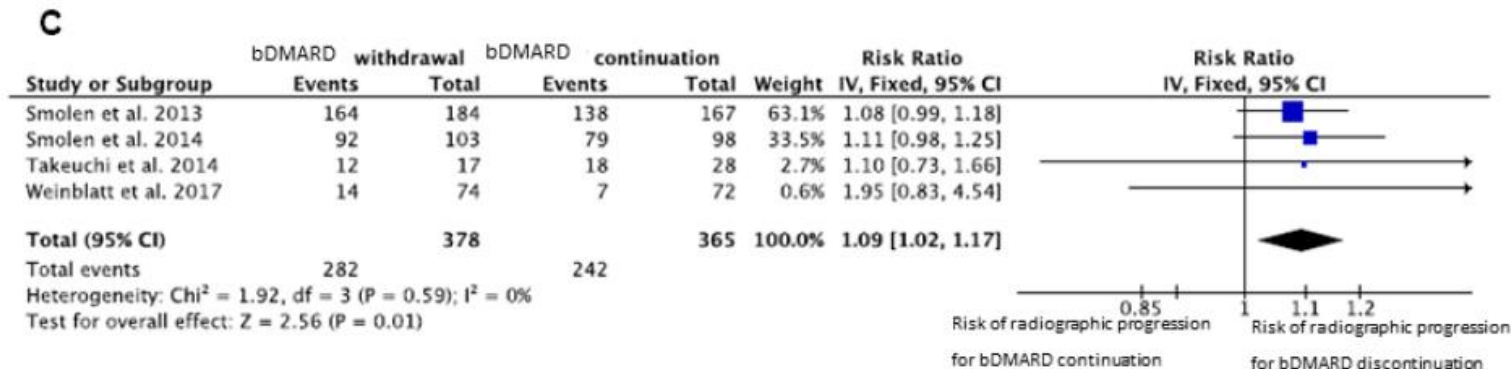 C
bDMARD withdrawal bDMARD continuation Risk Ratio Risk Ratio
Study or Subgroup Events Total Events Total Weight IV, Fixed, 95% CI IV, Fixed, 95% CI
Smolen et al. 2013 164 184 138 167 63.1% 1.08 [0.99, 1.18]
Smolen et al. 2014 92 103 79 98 33.5% 1.11 [0.98, 1.25]
Takeuchi et al. 2014 12 17 18 28 2.7% 1.10 [0.73, 1.66]
Weinblatt et al. 2017 14 74 7 72 0.6% 1.95 [0.83, 4.54]
Total (95% CI) 378 365 100.0% 1.09 [1.02, 1.17]
Total events 282 242
Heterogeneity: Chi² = 1.92, df = 3 (P = 0.59); I² = 0%
Test for overall effect: Z = 2.56 (P = 0.01)
0.85 1 1.1 1.2
Risk of radiographic progression Risk of radiographic progression
for bDMARD continuation for bDMARD discontinuation